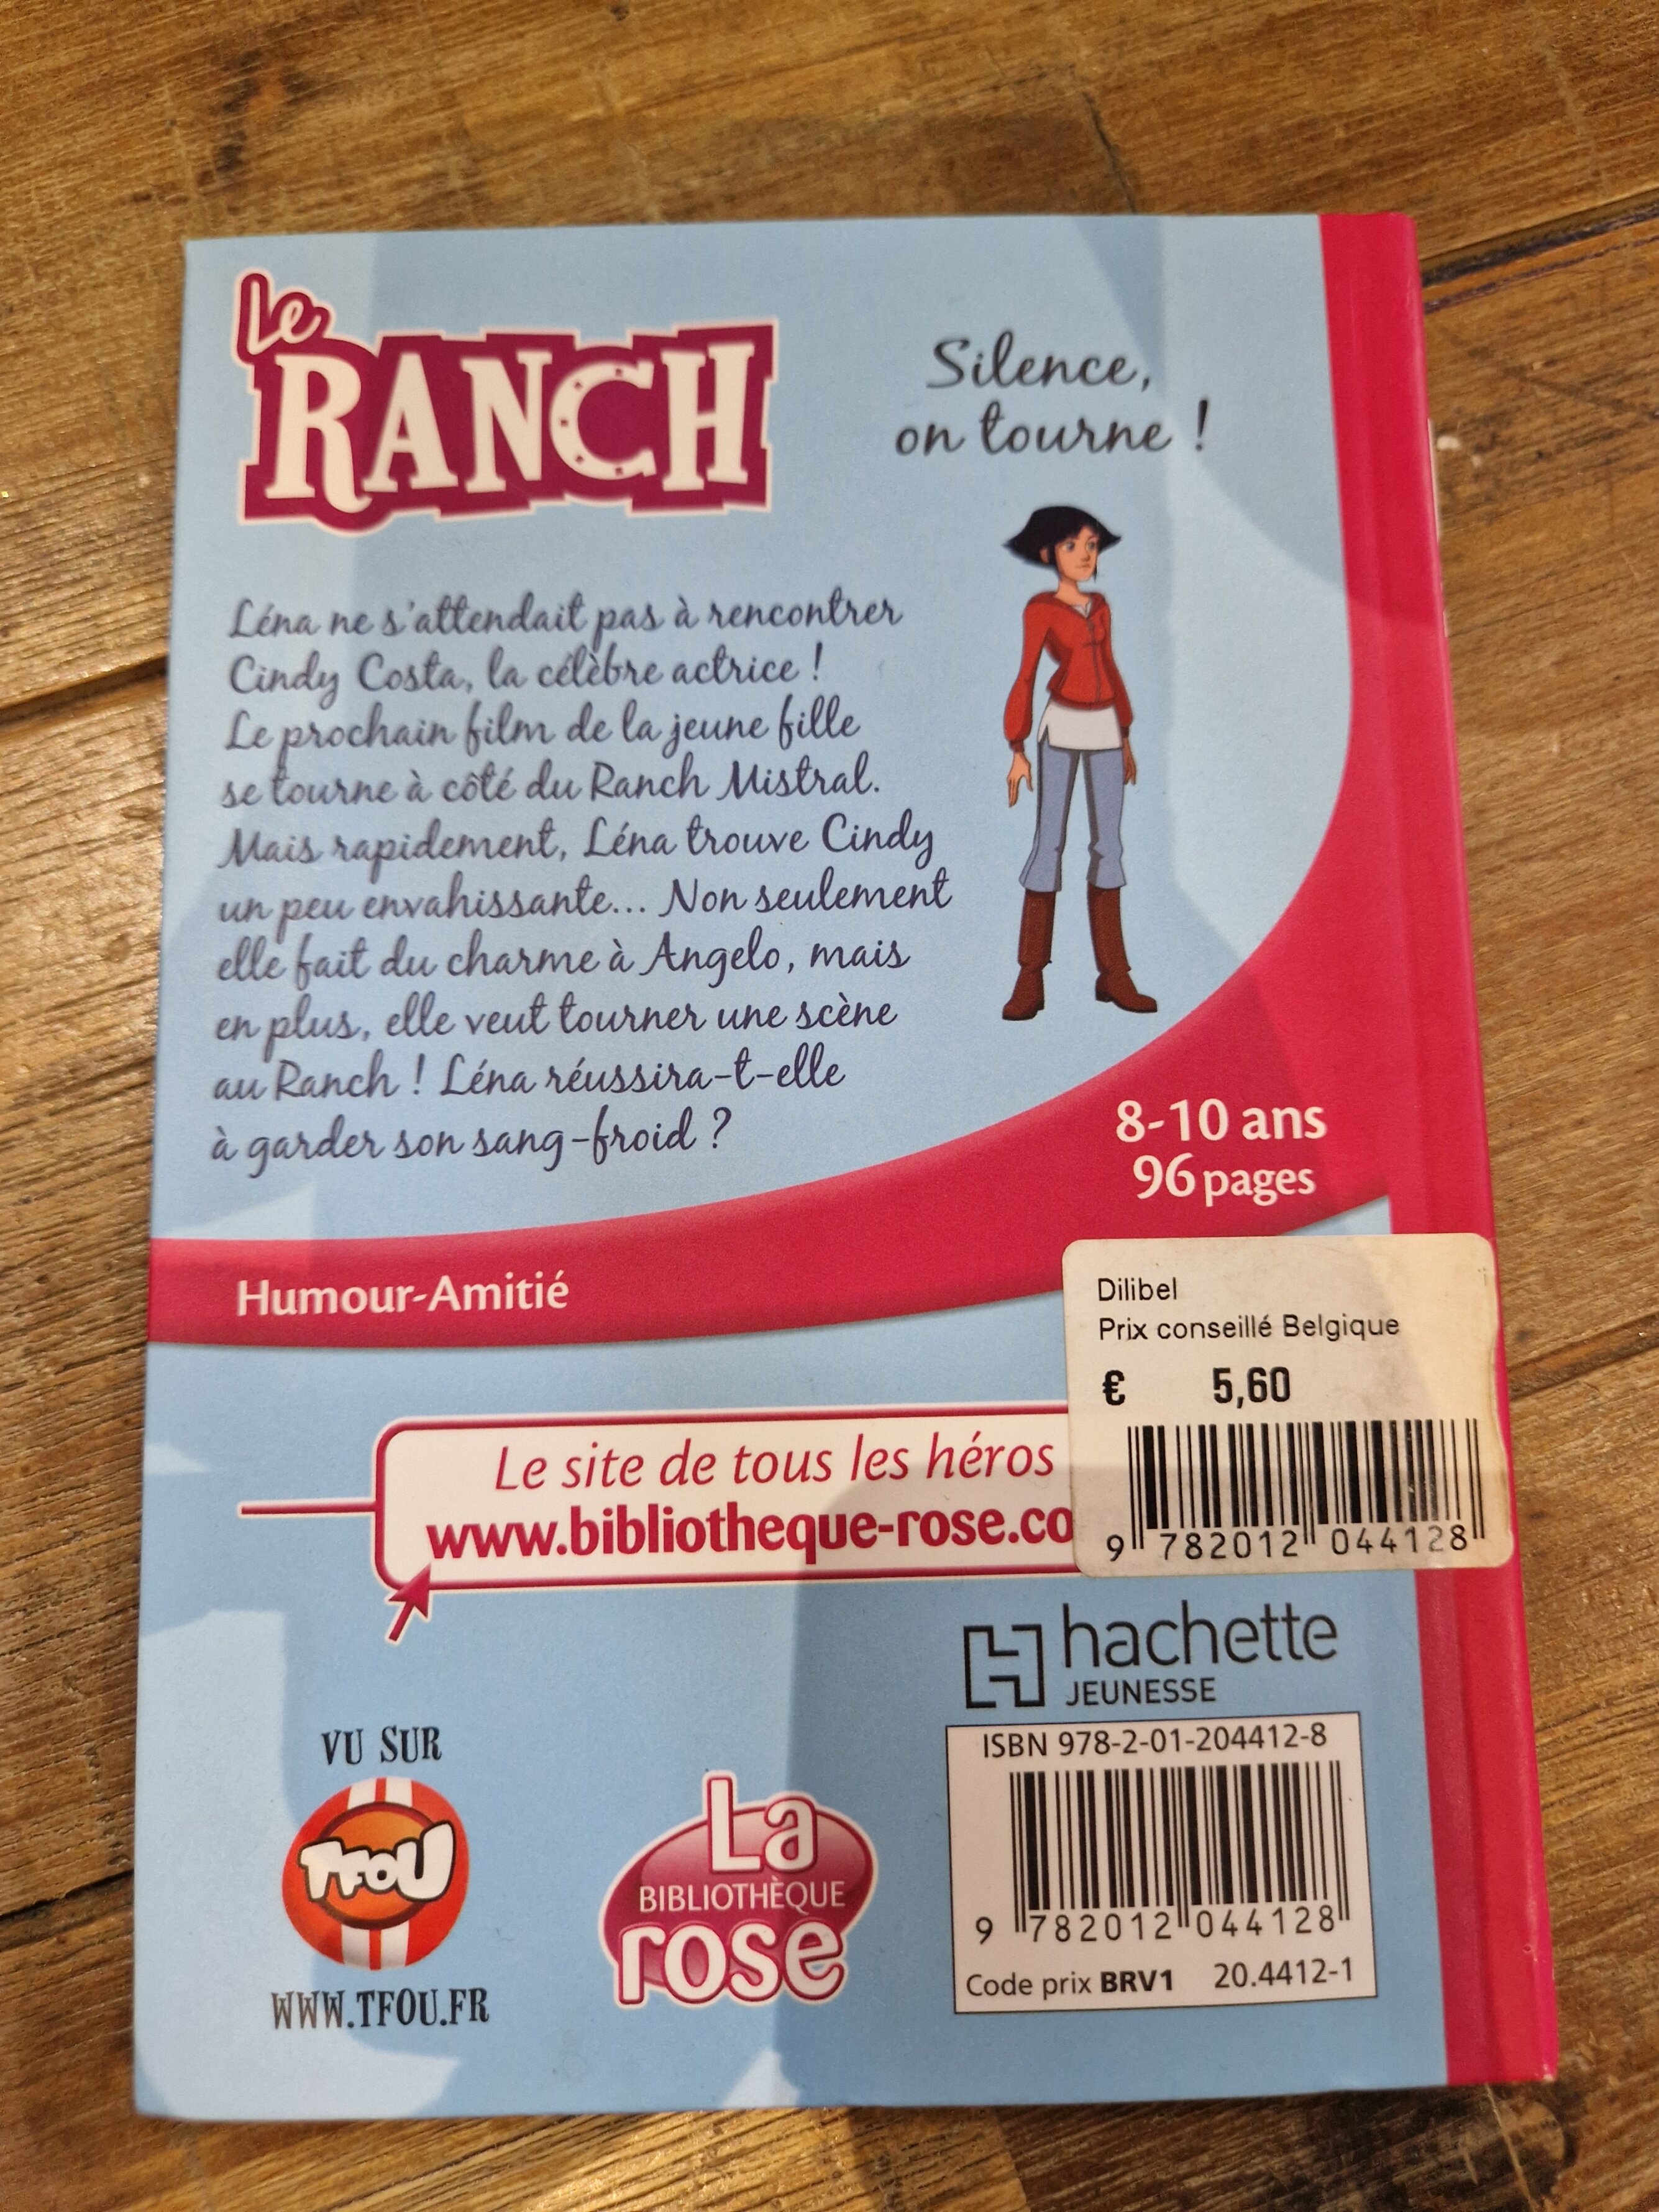 Le
RANCH
Silence,
on tourne !
Léna ne s'attendait pas à rencontrer
Cindy Costa, la célèbre actrice !
Le prochain film de la jeune fille
se tourne à côté du Ranch Mistral.
Mais rapidement, Léna trouve Cindy
un peu envahissante... Non seulement
elle fait du charme à Angelo, mais
en plus, elle veut tourner une scène
au Ranch ! Léna réussira-t-elle
à garder son sang-froid ?
8-10 ans
96 pages
Humour-Amitié
Dilibel
Prix conseillé Belgique
€ 5,60
9 782012 044128
Le site de tous les héros
www.bibliotheque-rose.co
hachette
JEUNESSE
ISBN 978-2-01-204412-8
9 782012 044128
Code prix BRV1 20.4412-1
VU SUR
TFOU
WWW.TFOU.FR
La
BIBLIOTHÈQUE
rose